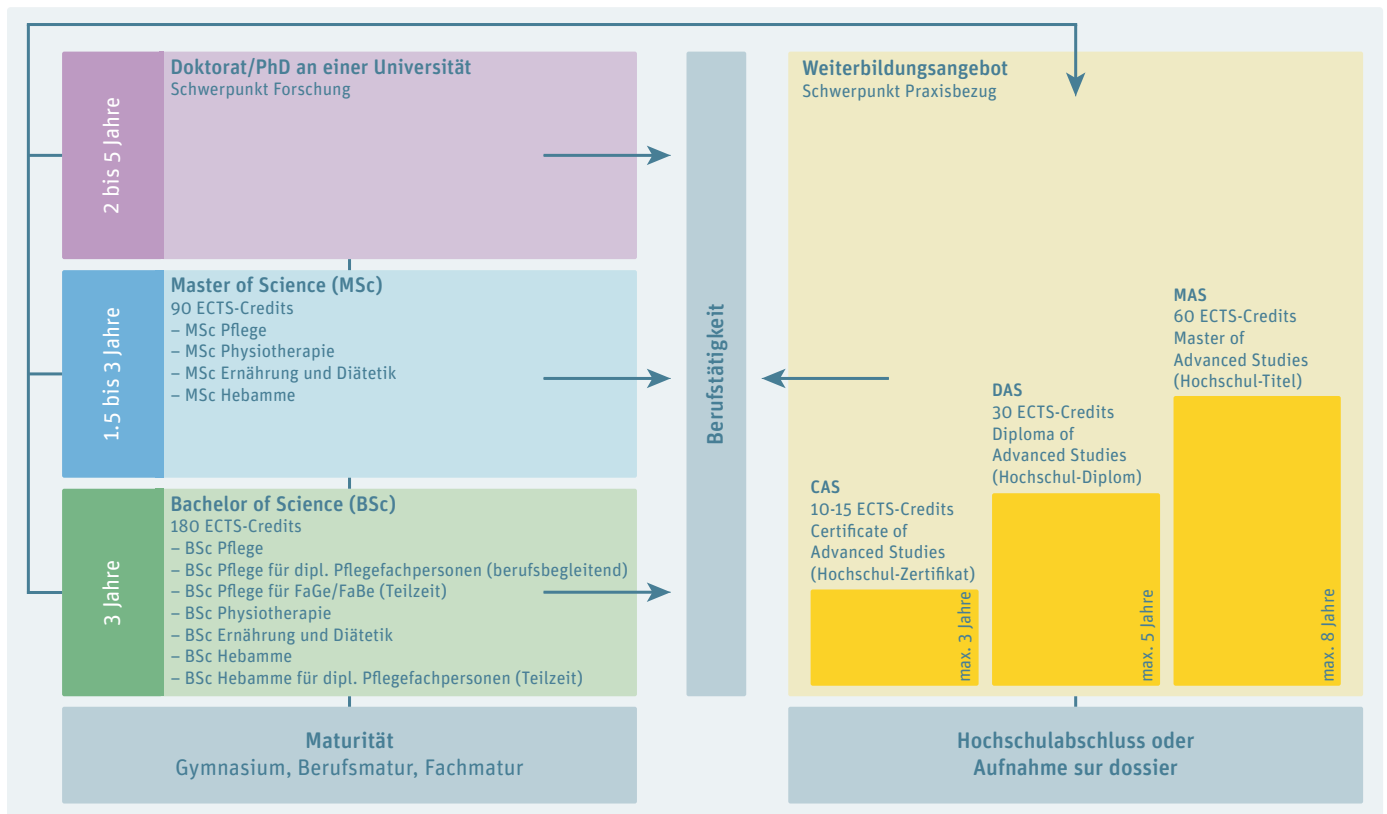 2 bis 5 Jahre
Doktorat/PhD an einer Universität
Schwerpunkt Forschung
1.5 bis 3 Jahre
Master of Science (MSc)
90 ECTS-Credits
– MSc Pflege
– MSc Physiotherapie
– MSc Ernährung und Diätetik
– MSc Hebamme
3 Jahre
Bachelor of Science (BSc)
180 ECTS-Credits
– BSc Pflege
– BSc Pflege für dipl. Pflegefachpersonen (berufsbegleitend)
– BSc Pflege für FaGe/FaBe (Teilzeit)
– BSc Physiotherapie
– BSc Ernährung und Diätetik
– BSc Hebamme
– BSc Hebamme für dipl. Pflegefachpersonen (Teilzeit)
Maturität
Gymnasium, Berufsmatur, Fachmatur
Berufstätigkeit
Weiterbildungsangebot
Schwerpunkt Praxisbezug
CAS
10-15 ECTS-Credits
Certificate of
Advanced Studies
(Hochschul-Zertifikat)
max. 3 Jahre
DAS
30 ECTS-Credits
Diploma of
Advanced Studies
(Hochschul-Diplom)
max. 5 Jahre
MAS
60 ECTS-Credits
Master of
Advanced Studies
(Hochschul-Titel)
max. 8 Jahre
Hochschulabschluss oder
Aufnahme sur dossier